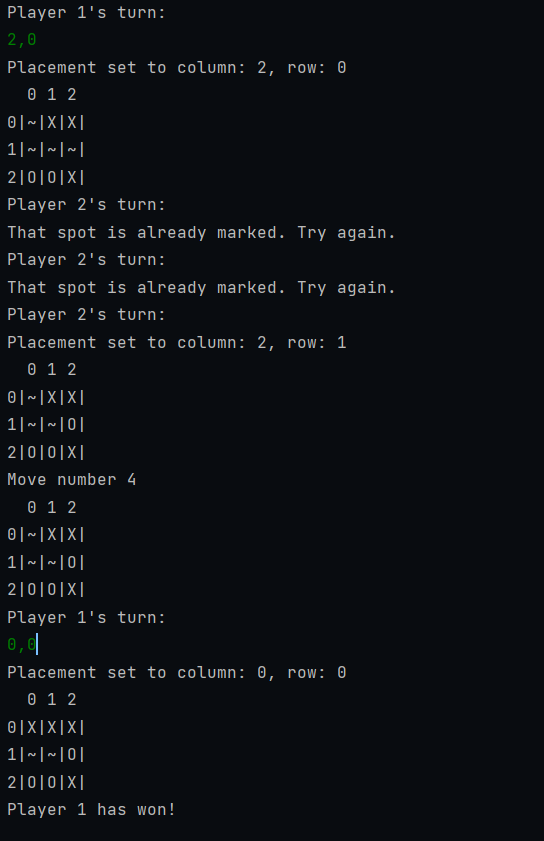 Player 1's turn:
2,0
Placement set to column: 2, row: 0
  0 1 2
0|~|X|X|
1|~|~|~|
2|O|O|X|
Player 2's turn:
That spot is already marked. Try again.
Player 2's turn:
That spot is already marked. Try again.
Player 2's turn:
Placement set to column: 2, row: 1
  0 1 2
0|~|X|X|
1|~|~|O|
2|O|O|X|
Move number 4
  0 1 2
0|~|X|X|
1|~|~|O|
2|O|O|X|
Player 1's turn:
0,0
Placement set to column: 0, row: 0
  0 1 2
0|X|X|X|
1|~|~|O|
2|O|O|X|
Player 1 has won!